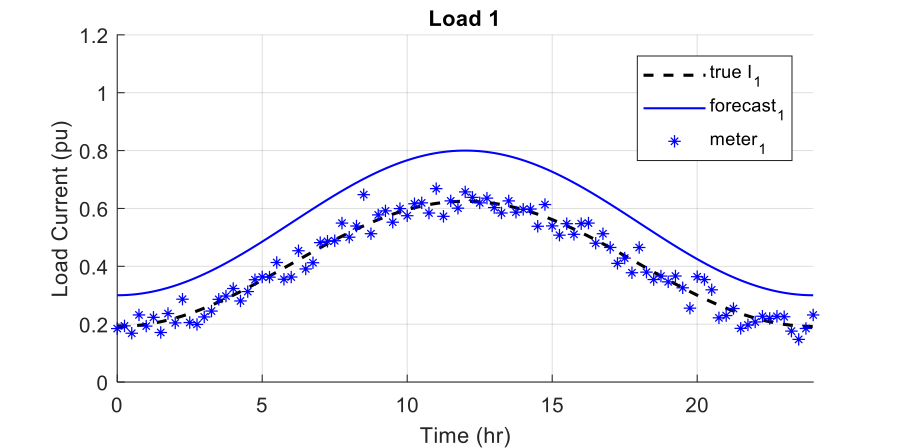 Load 1
Load Current (pu)
1.2
1
0.8
0.6
0.4
0.2
0
0 5 10 15 20
Time (hr)
true I₁
forecast₁
meter₁